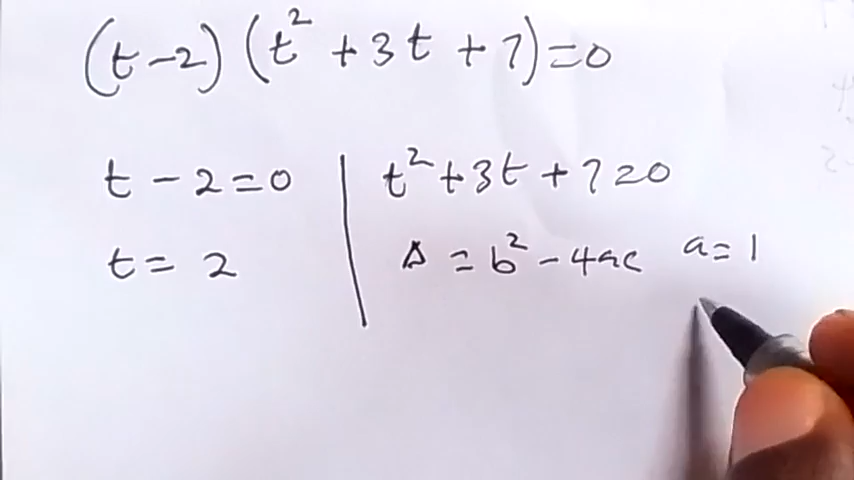 (t-2) (t² + 3t + 7) = 0
t - 2 = 0
t = 2
t² + 3t + 7 = 0
Δ = b² - 4ac a = 1